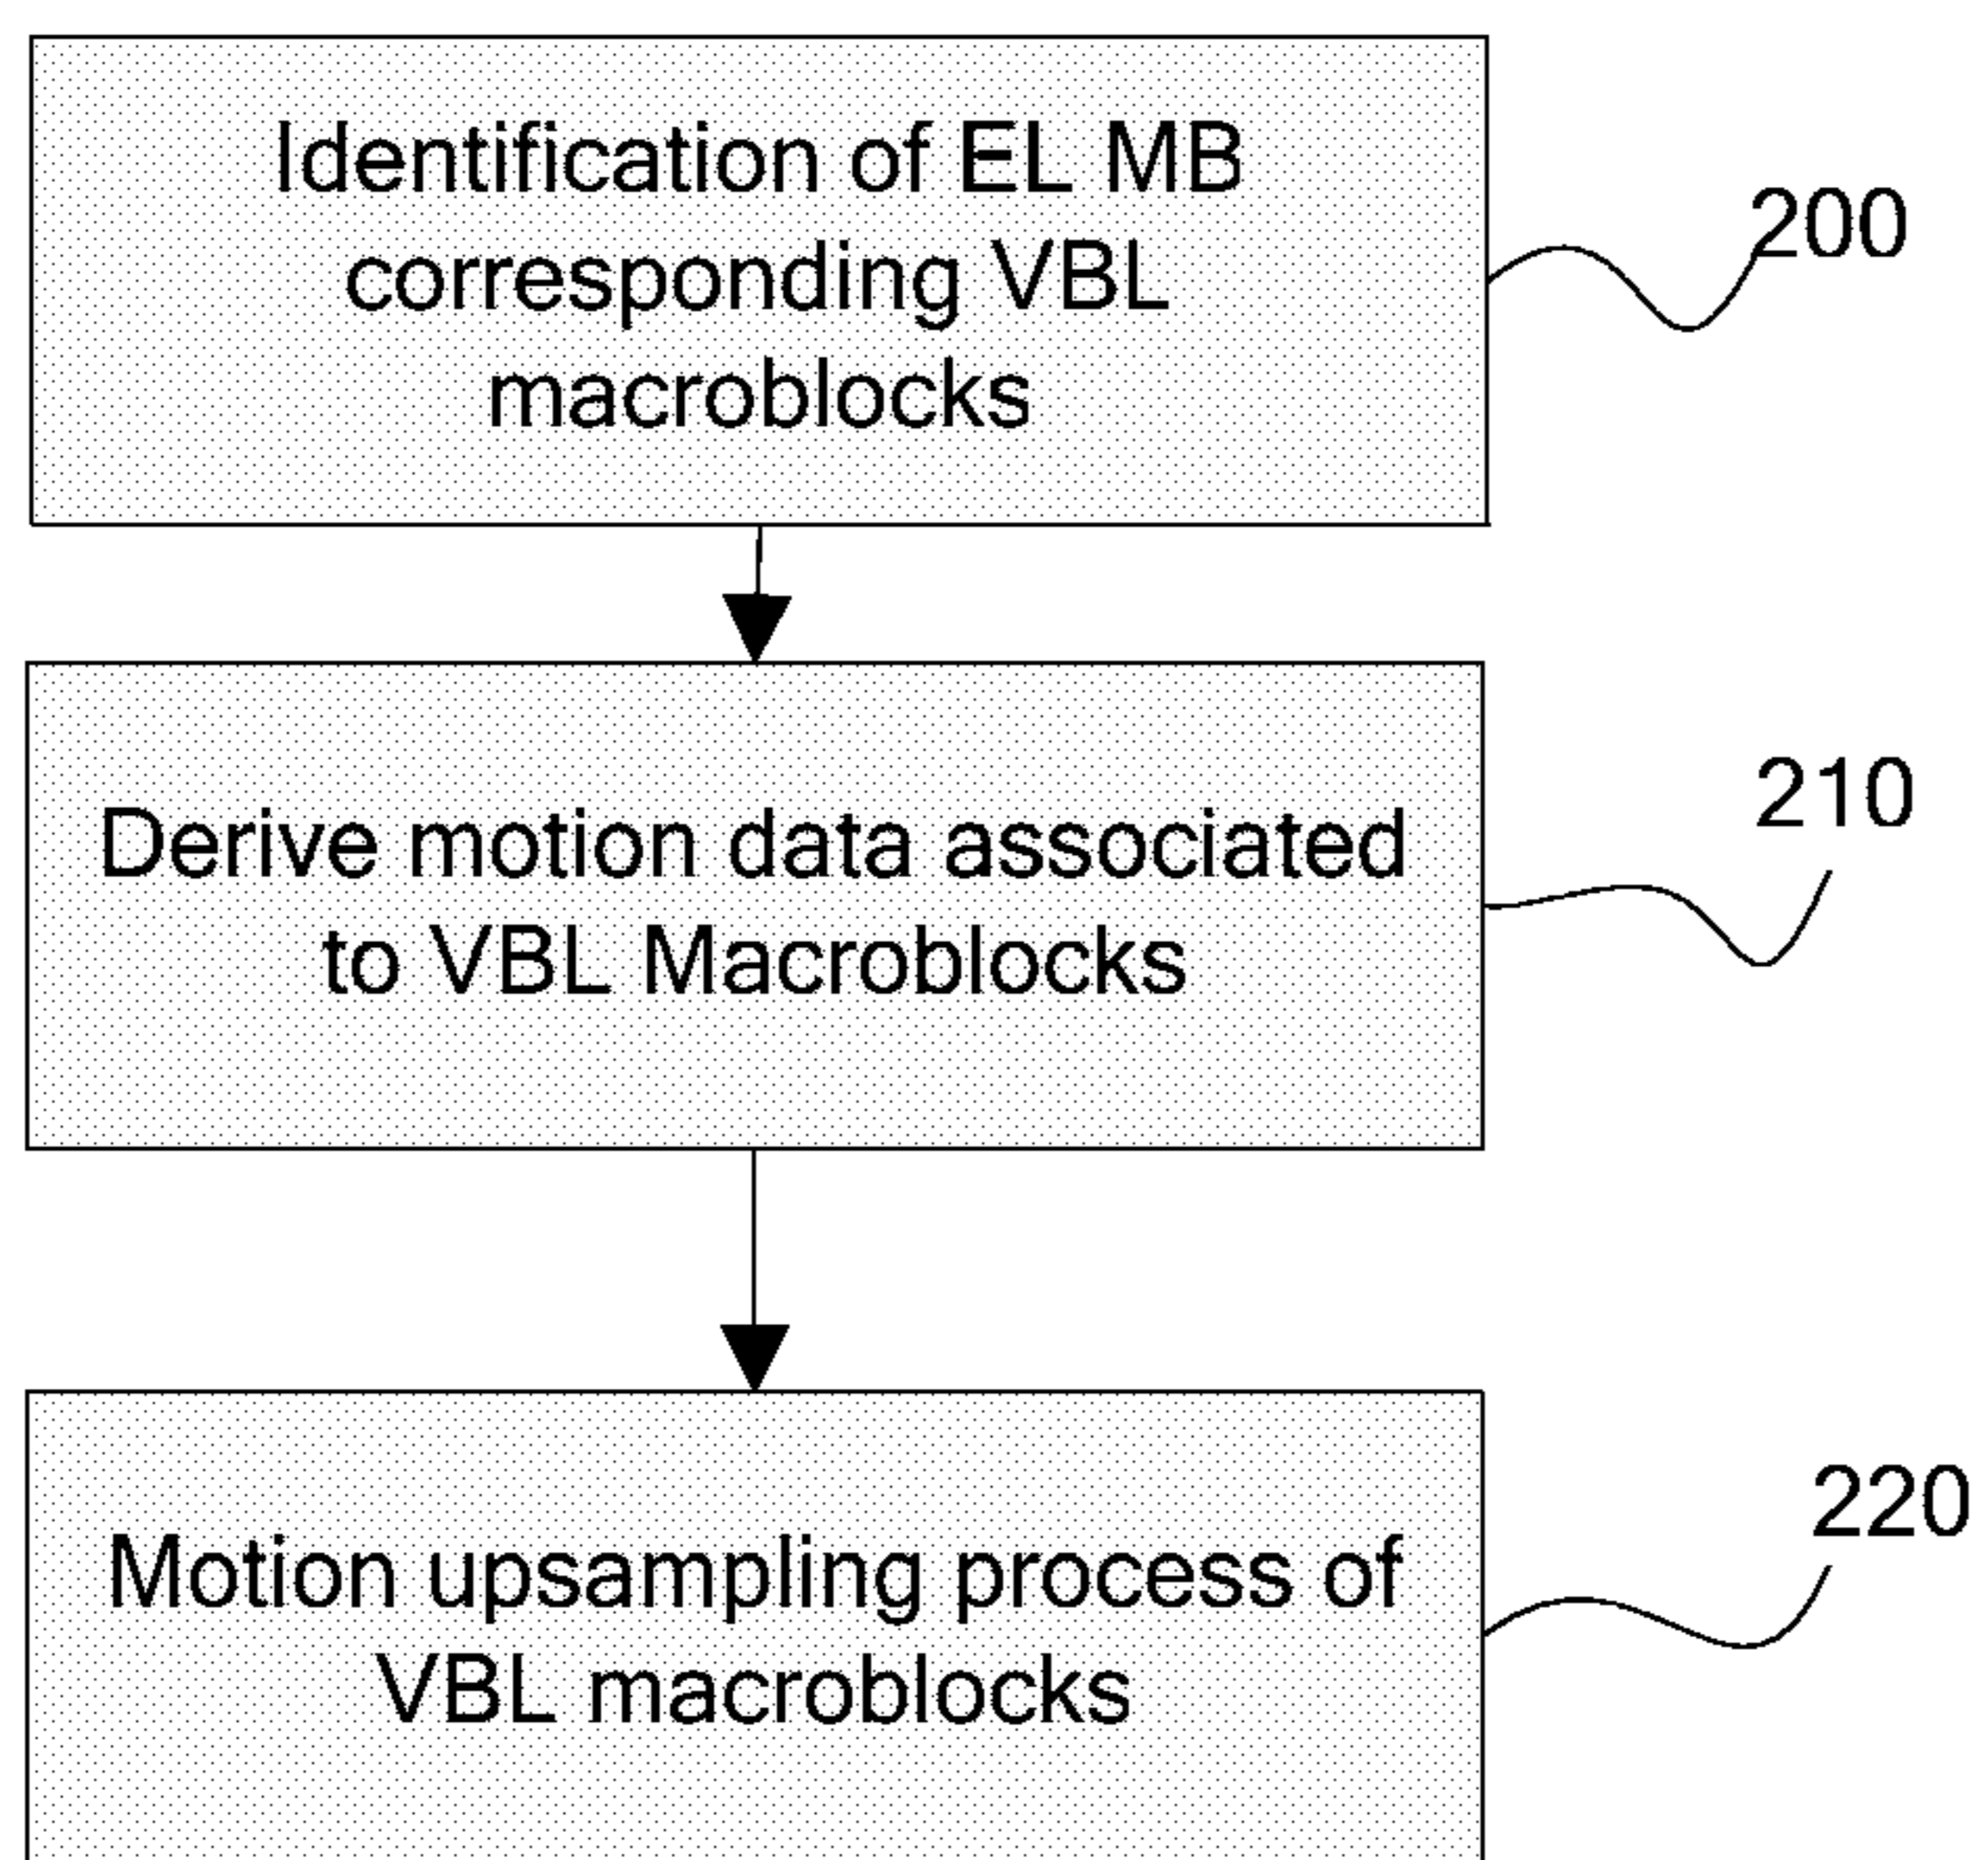 Identification of EL MB
corresponding VBL
macroblocks
200
Derive motion data associated
to VBL Macroblocks
210
Motion upsampling process of
VBL macroblocks
220